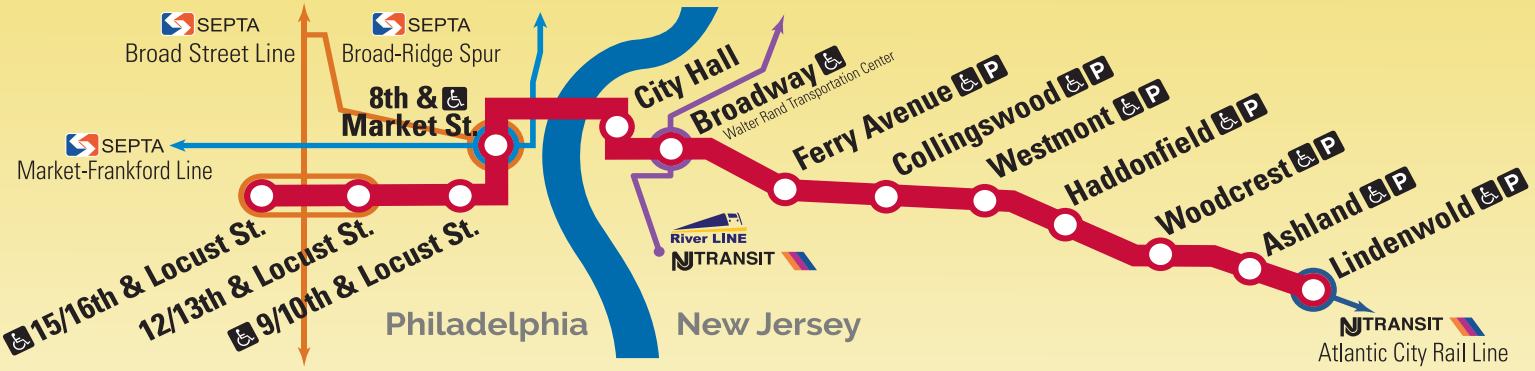 SEPTA
Broad Street Line
SEPTA
Broad-Ridge Spur
8th &
Market St.
SEPTA
Market-Frankford Line
15/16th & Locust St.
12/13th & Locust St.
9/10th & Locust St.
City Hall
Broadway
Walter Rand Transportation Center
Ferry Avenue P
Collingswood P
Westmont P
Haddonfield P
Woodcrest P
Ashland P
Lindenwold P
River LINE
NJTRANSIT
Philadelphia
New Jersey
NJTRANSIT
Atlantic City Rail Line